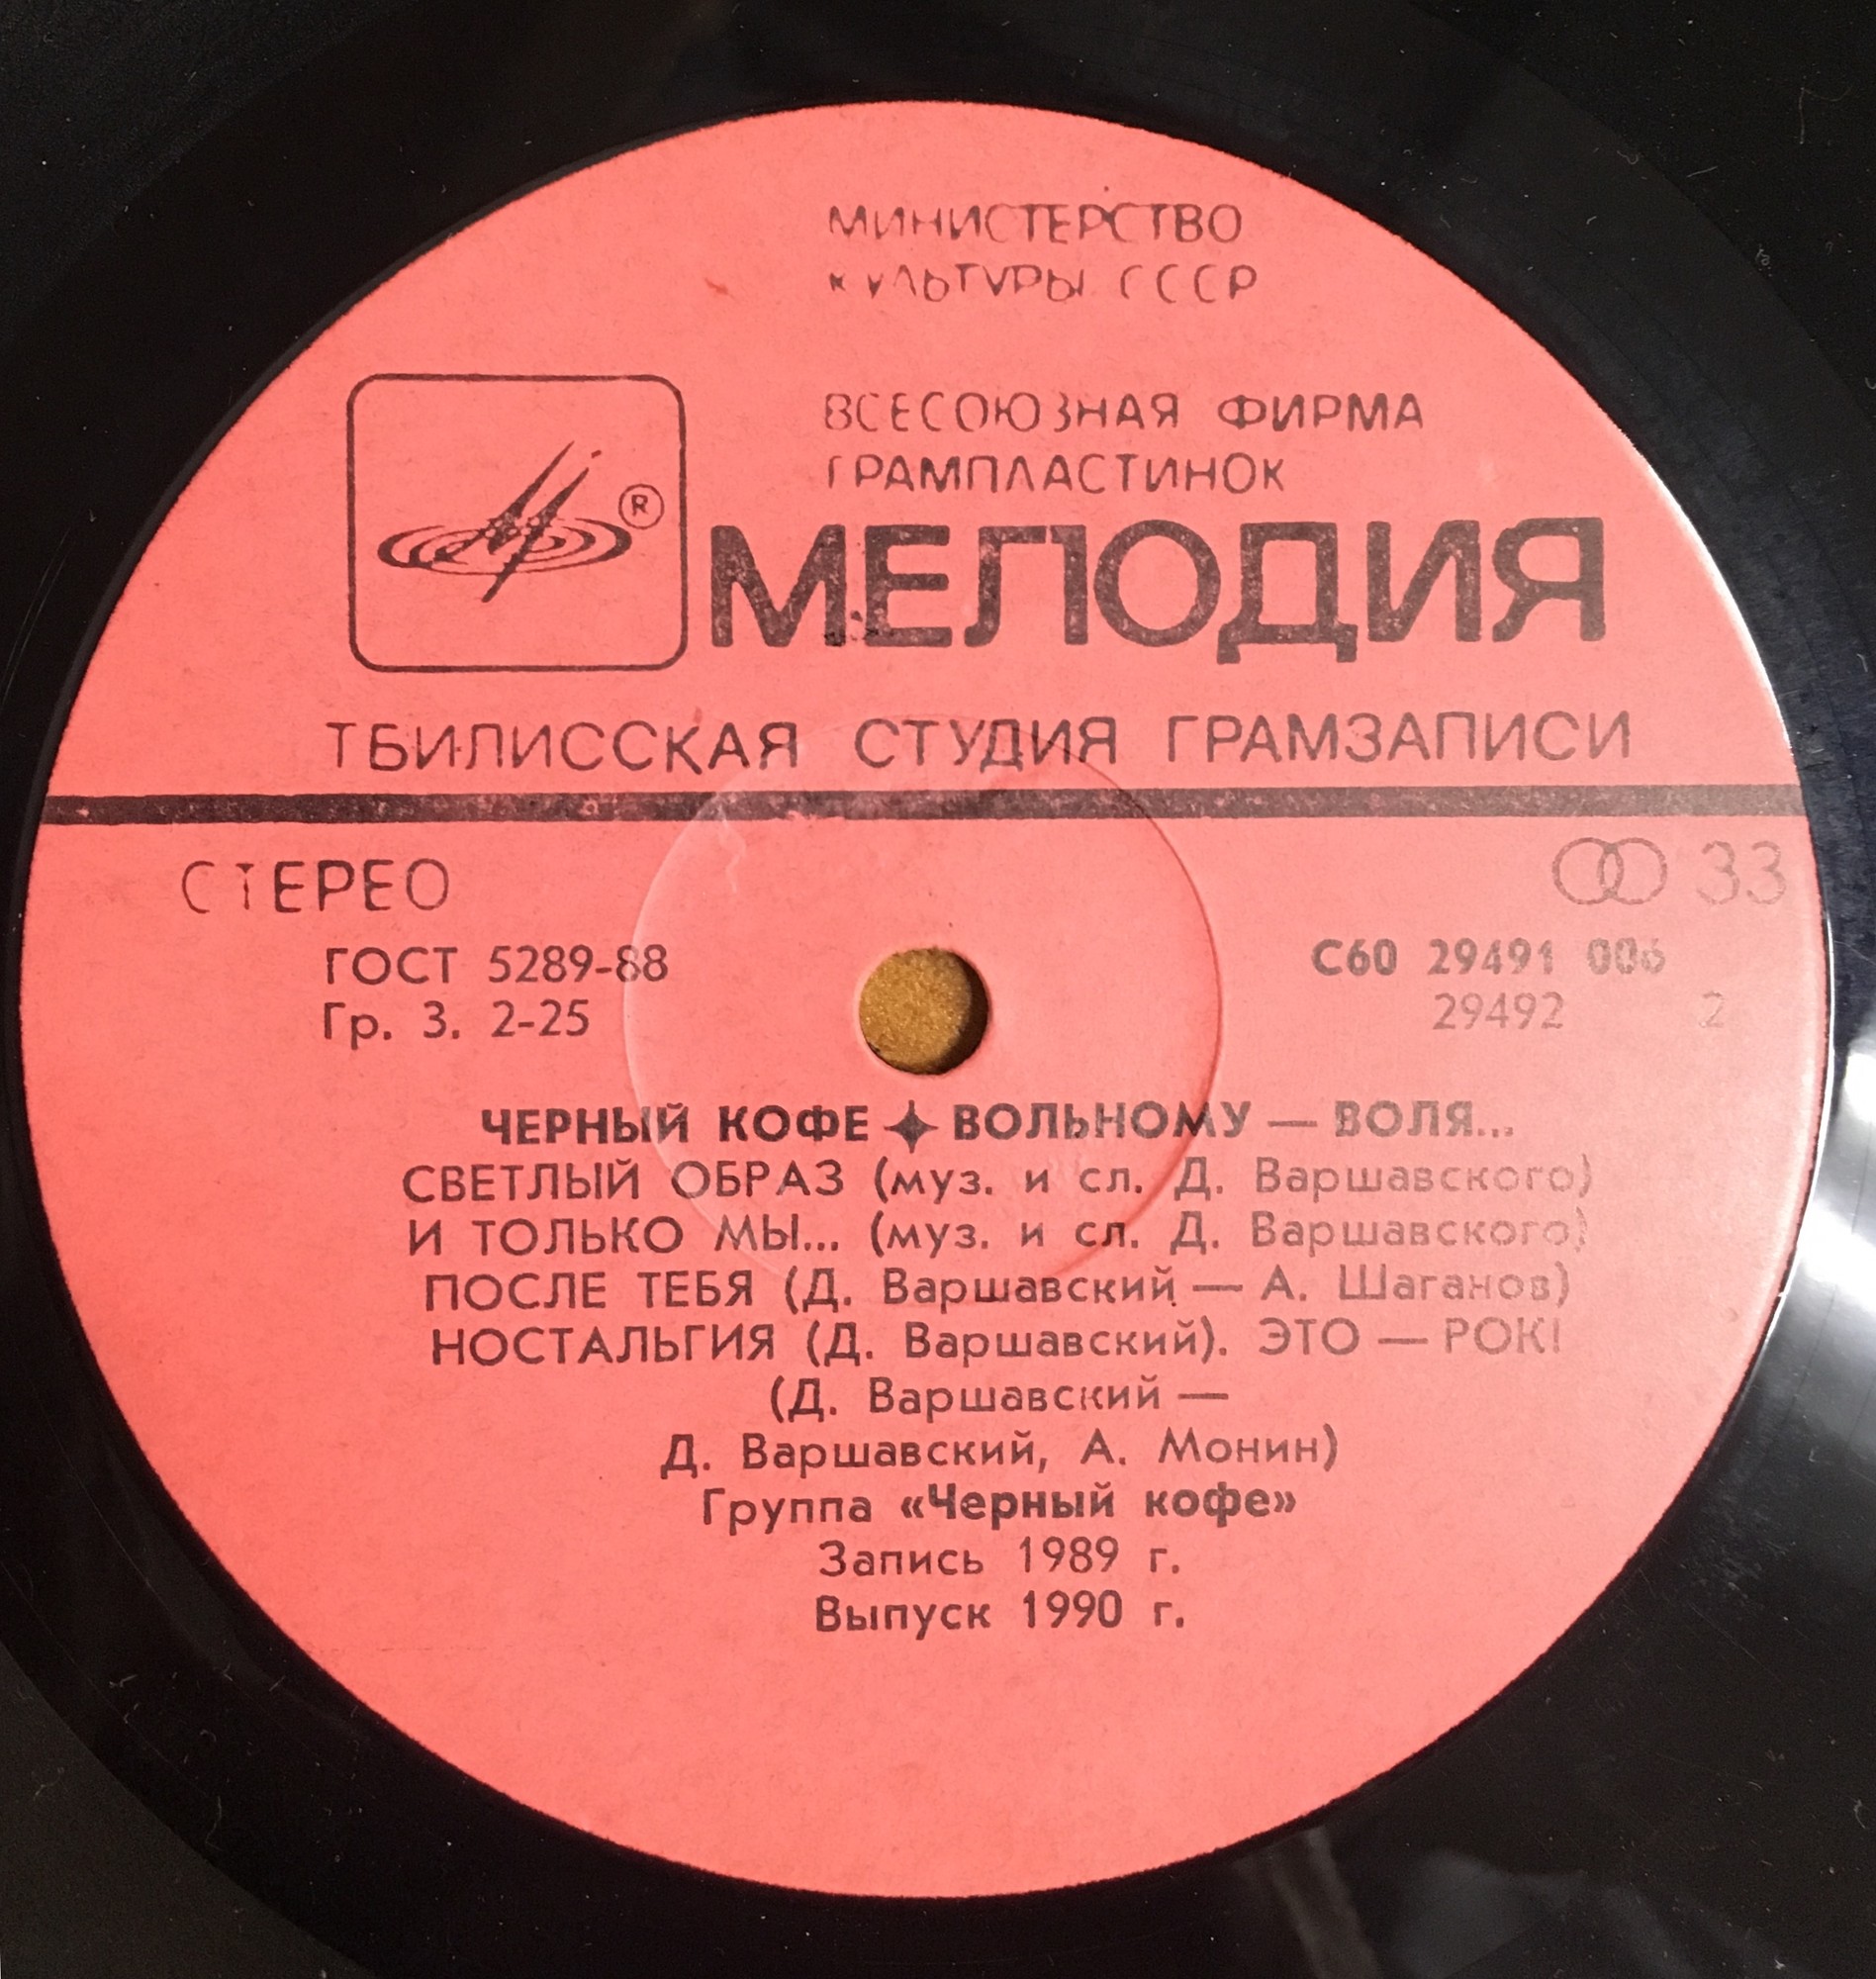 МИНИСТЕРСТВО
КУЛЬТУРЫ СССР
ВСЕСОЮЗНАЯ ФИРМА
ГРАМПЛАСТИНОК
®
МЕЛОДИЯ
ТБИЛИССКАЯ СТУДИЯ ГРАМЗАПИСИ
СТЕРЕО 33
ГОСТ 5289-88 С60 29491 006
Гр. 3. 2-25 29492 2
ЧЕРНЫЙ КОФЕ ✦ ВОЛЬНОМУ — ВОЛЯ...
СВЕТЛЫЙ ОБРАЗ (муз. и сл. Д. Варшавского)
И ТОЛЬКО МЫ... (муз. и сл. Д. Варшавского)
ПОСЛЕ ТЕБЯ (Д. Варшавский — А. Шаганов)
НОСТАЛЬГИЯ (Д. Варшавский). ЭТО — РОК!
(Д. Варшавский —
Д. Варшавский, А. Монин)
Группа «Черный кофе»
Запись 1989 г.
Выпуск 1990 г.